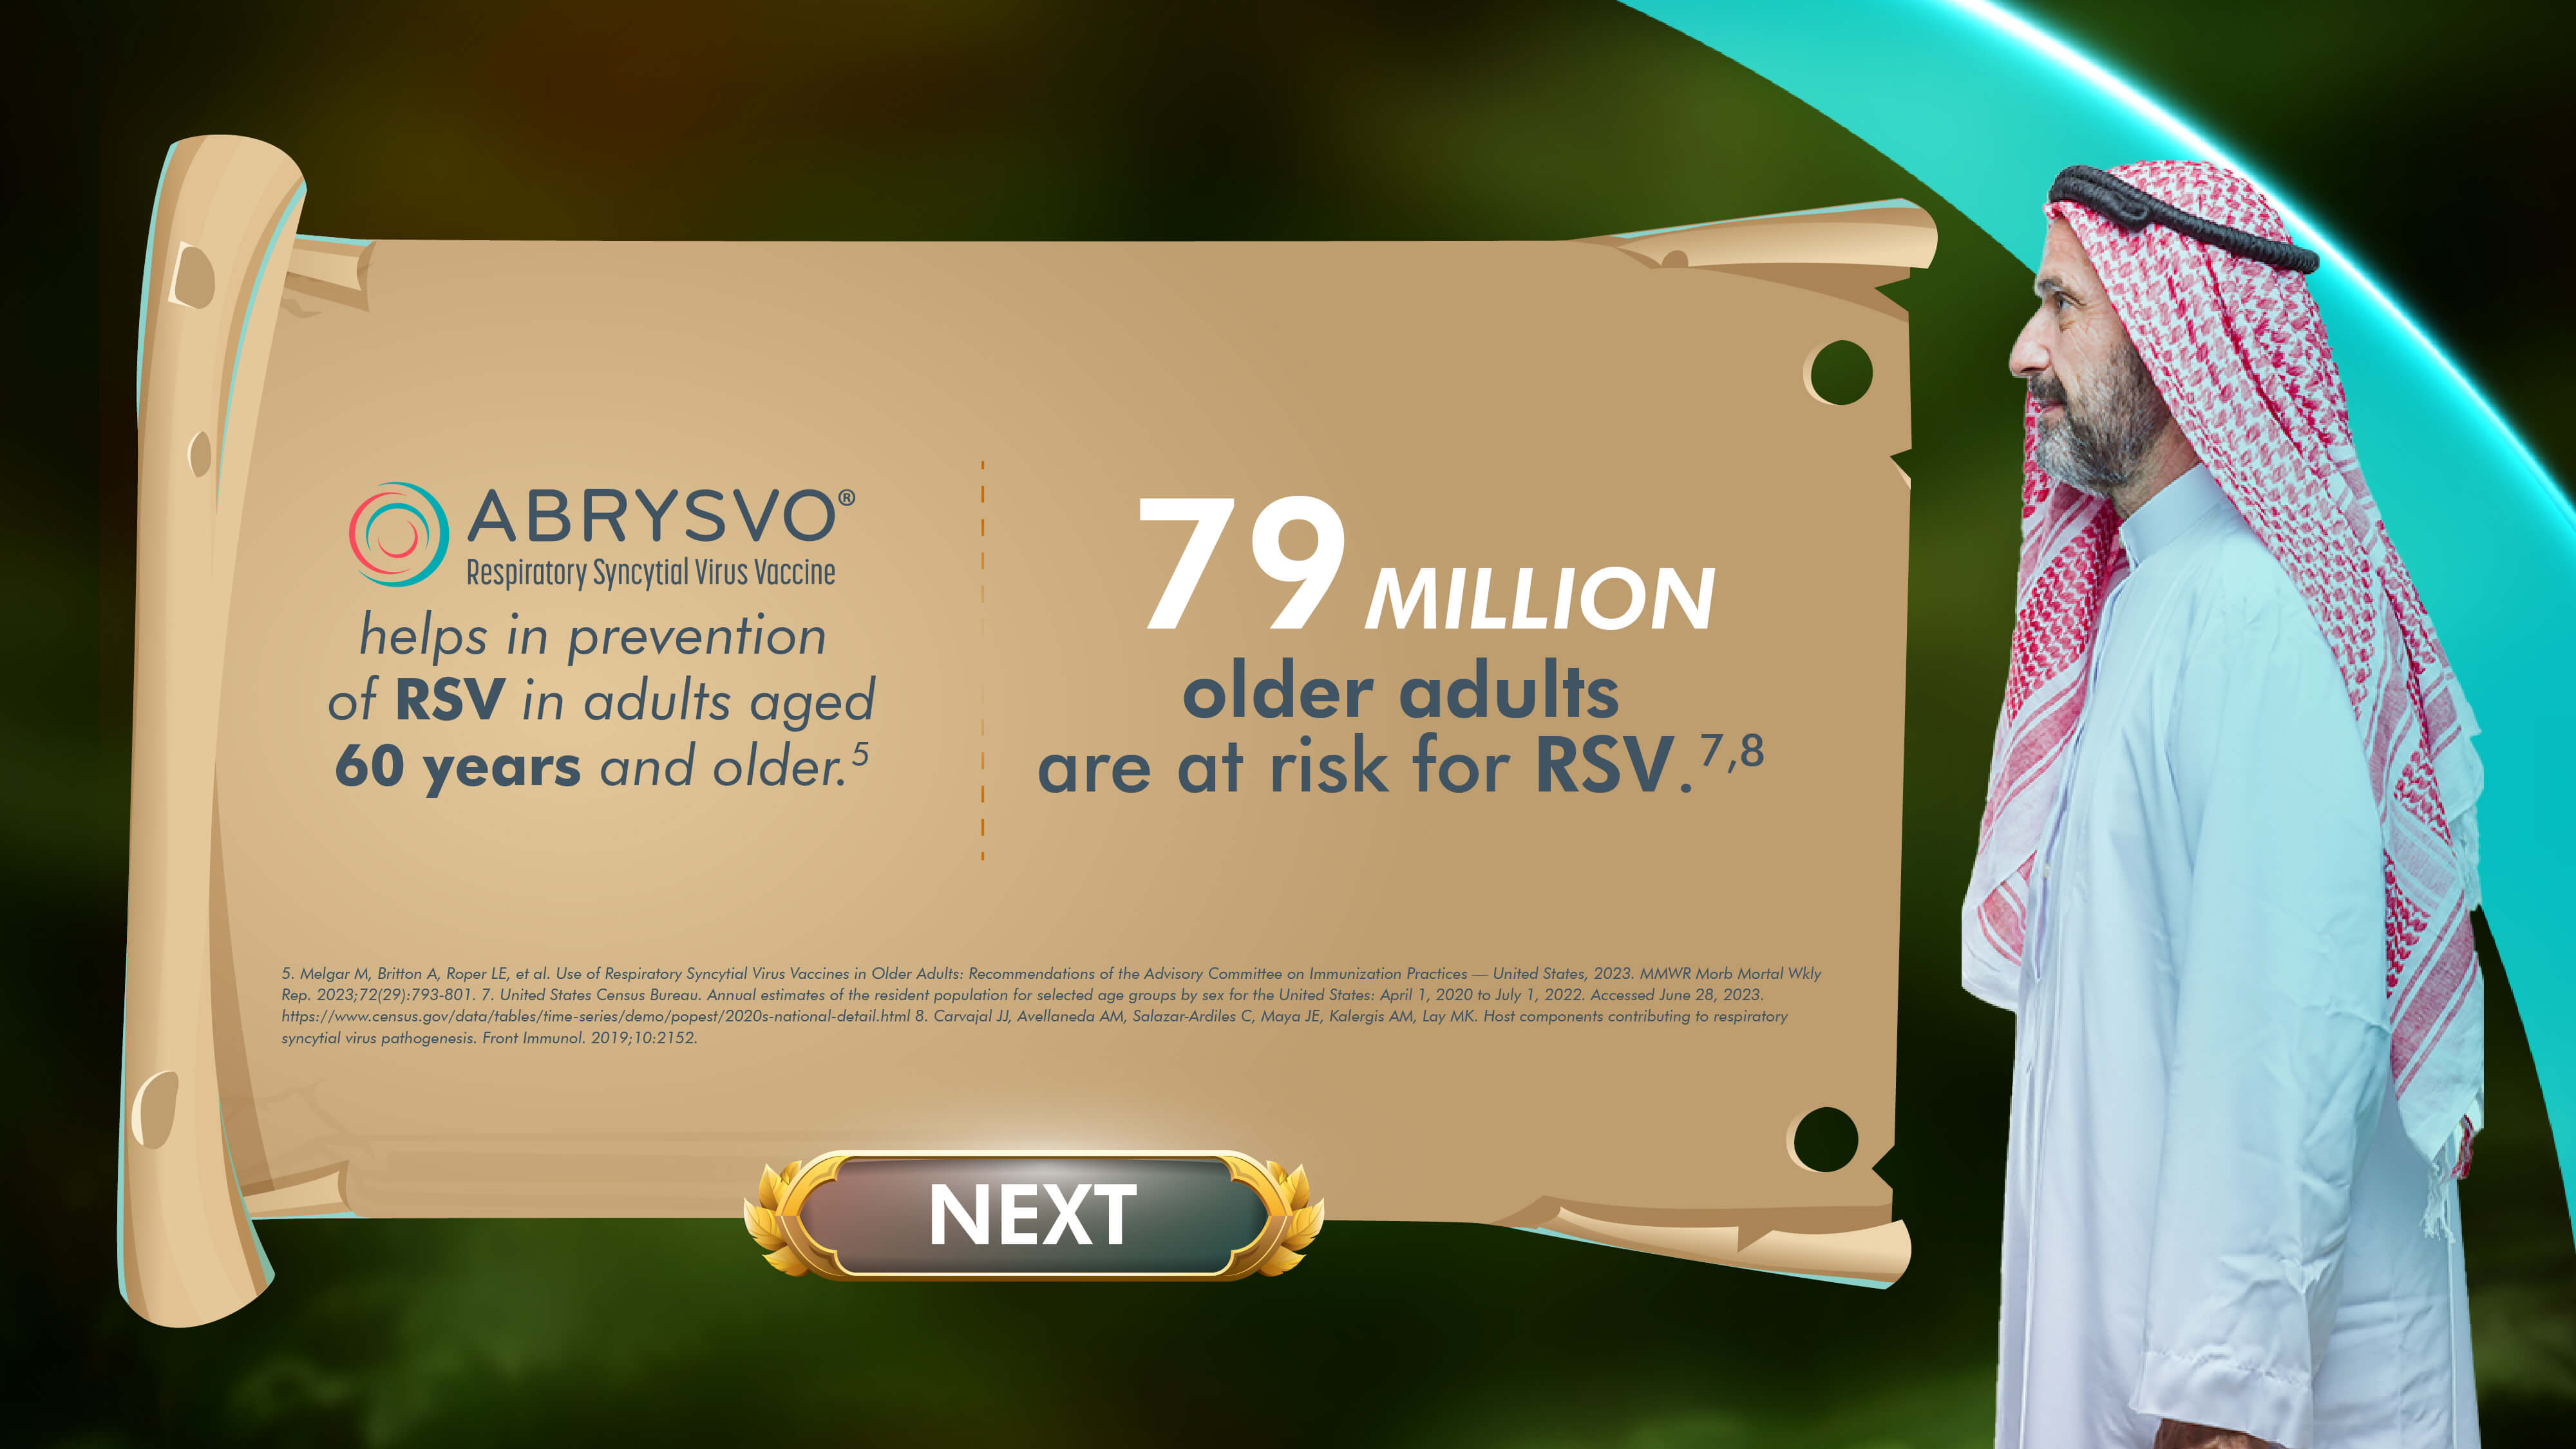 ABRYSVO®
Respiratory Syncytial Virus Vaccine
helps in prevention
of RSV in adults aged
60 years and older.5
79 MILLION
older adults
are at risk for RSV.7,8
5. Melgar M, Britton A, Roper LE, et al. Use of Respiratory Syncytial Virus Vaccines in Older Adults: Recommendations of the Advisory Committee on Immunization Practices — United States, 2023. MMWR Morb Mortal Wkly
Rep. 2023;72(29):793-801. 7. United States Census Bureau. Annual estimates of the resident population for selected age groups by sex for the United States: April 1, 2020 to July 1, 2022. Accessed June 28, 2023.
https://www.census.gov/data/tables/time-series/demo/popest/2020s-national-detail.html 8. Carvajal JJ, Avellaneda AM, Salazar-Ardiles C, Maya JE, Kalergis AM, Lay MK. Host components contributing to respiratory
syncytial virus pathogenesis. Front Immunol. 2019;10:2152.
NEXT